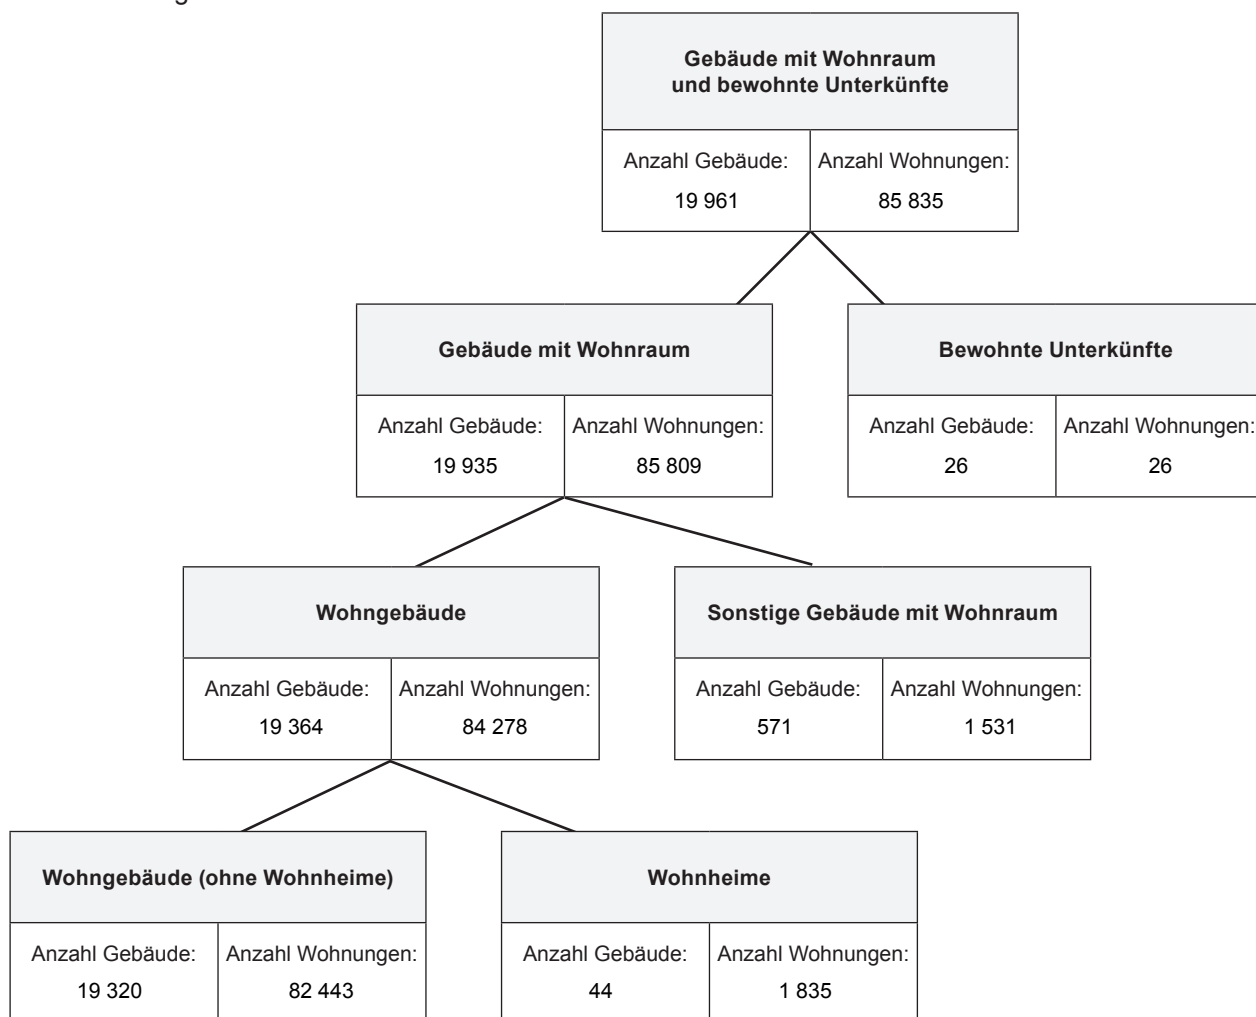 Gebäude mit Wohnraum
und bewohnte Unterkünfte
Anzahl Gebäude: Anzahl Wohnungen:
19 961 85 835
Gebäude mit Wohnraum Bewohnte Unterkünfte
Anzahl Gebäude: Anzahl Wohnungen: Anzahl Gebäude: Anzahl Wohnungen:
19 935 85 809 26 26
Wohngebäude Sonstige Gebäude mit Wohnraum
Anzahl Gebäude: Anzahl Wohnungen: Anzahl Gebäude: Anzahl Wohnungen:
19 364 84 278 571 1 531
Wohngebäude (ohne Wohnheime) Wohnheime
Anzahl Gebäude: Anzahl Wohnungen: Anzahl Gebäude: Anzahl Wohnungen:
19 320 82 443 44 1 835